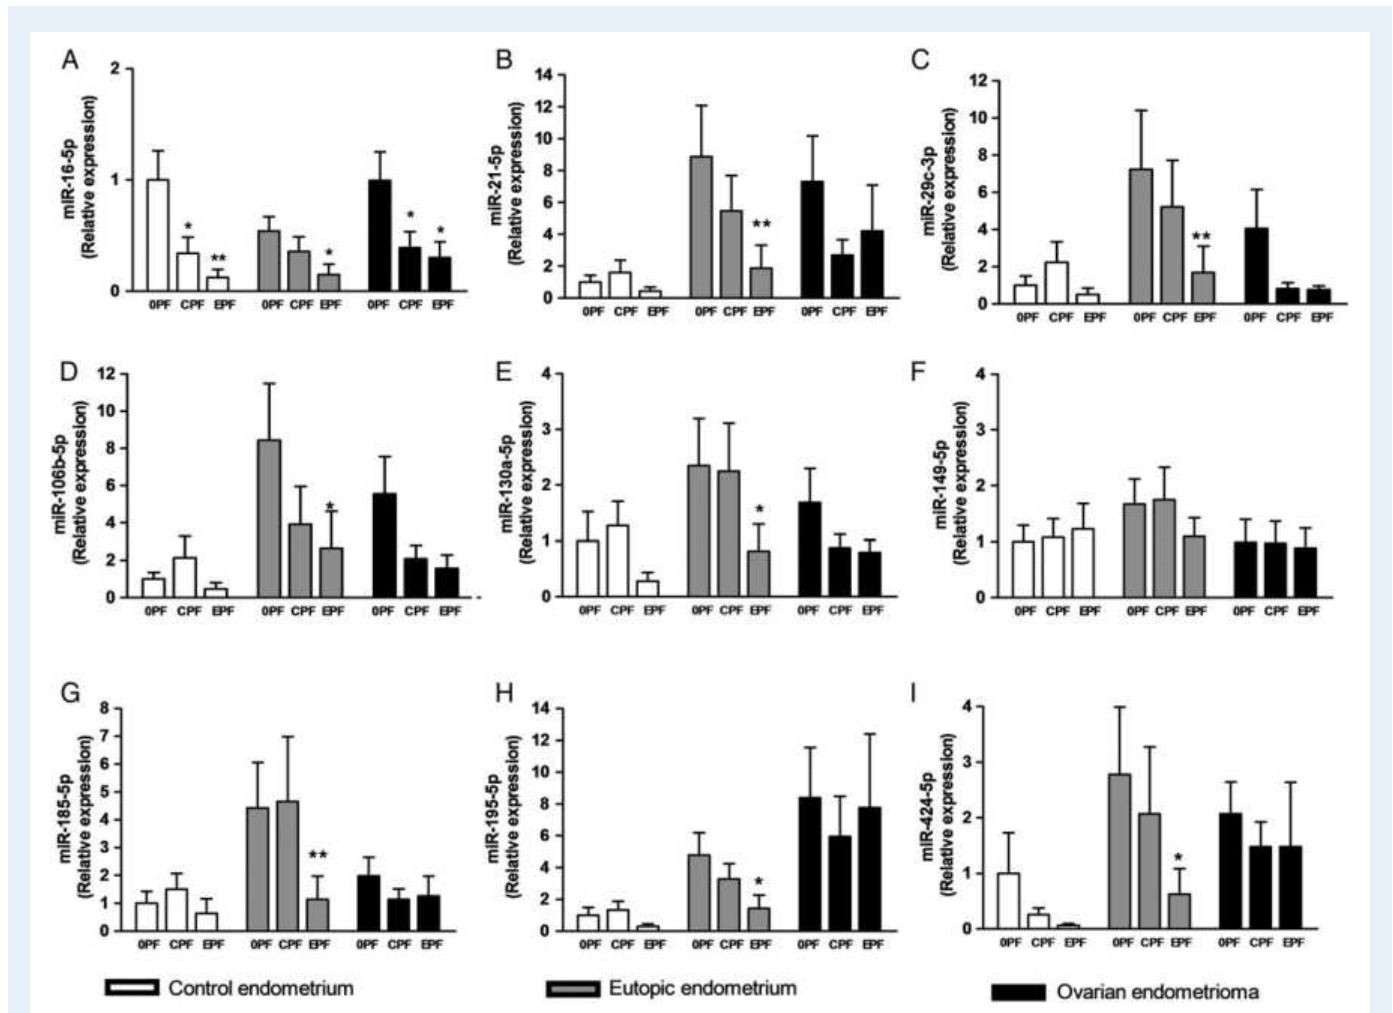 A
miR-16-5p
(Relative expression)
2
1
0
*
**
*
*
*
0PF CPF EPF 0PF CPF EPF 0PF CPF EPF
B
miR-21-5p
(Relative expression)
14
12
10
8
6
4
2
0
**
0PF CPF EPF 0PF CPF EPF 0PF CPF EPF
C
miR-29c-3p
(Relative expression)
12
10
8
6
4
2
0
**
0PF CPF EPF 0PF CPF EPF 0PF CPF EPF
D
miR-106b-5p
(Relative expression)
12
10
8
6
4
2
0
*
0PF CPF EPF 0PF CPF EPF 0PF CPF EPF
E
miR-130a-5p
(Relative expression)
4
3
2
1
0
*
0PF CPF EPF 0PF CPF EPF 0PF CPF EPF
F
miR-149-5p
(Relative expression)
4
3
2
1
0
0PF CPF EPF 0PF CPF EPF 0PF CPF EPF
G
miR-185-5p
(Relative expression)
8
7
6
5
4
3
2
1
0
**
0PF CPF EPF 0PF CPF EPF 0PF CPF EPF
H
miR-195-5p
(Relative expression)
14
12
10
8
6
4
2
0
*
0PF CPF EPF 0PF CPF EPF 0PF CPF EPF
I
miR-424-5p
(Relative expression)
4
3
2
1
0
*
0PF CPF EPF 0PF CPF EPF 0PF CPF EPF
Control endometrium
Eutopic endometrium
Ovarian endometrioma